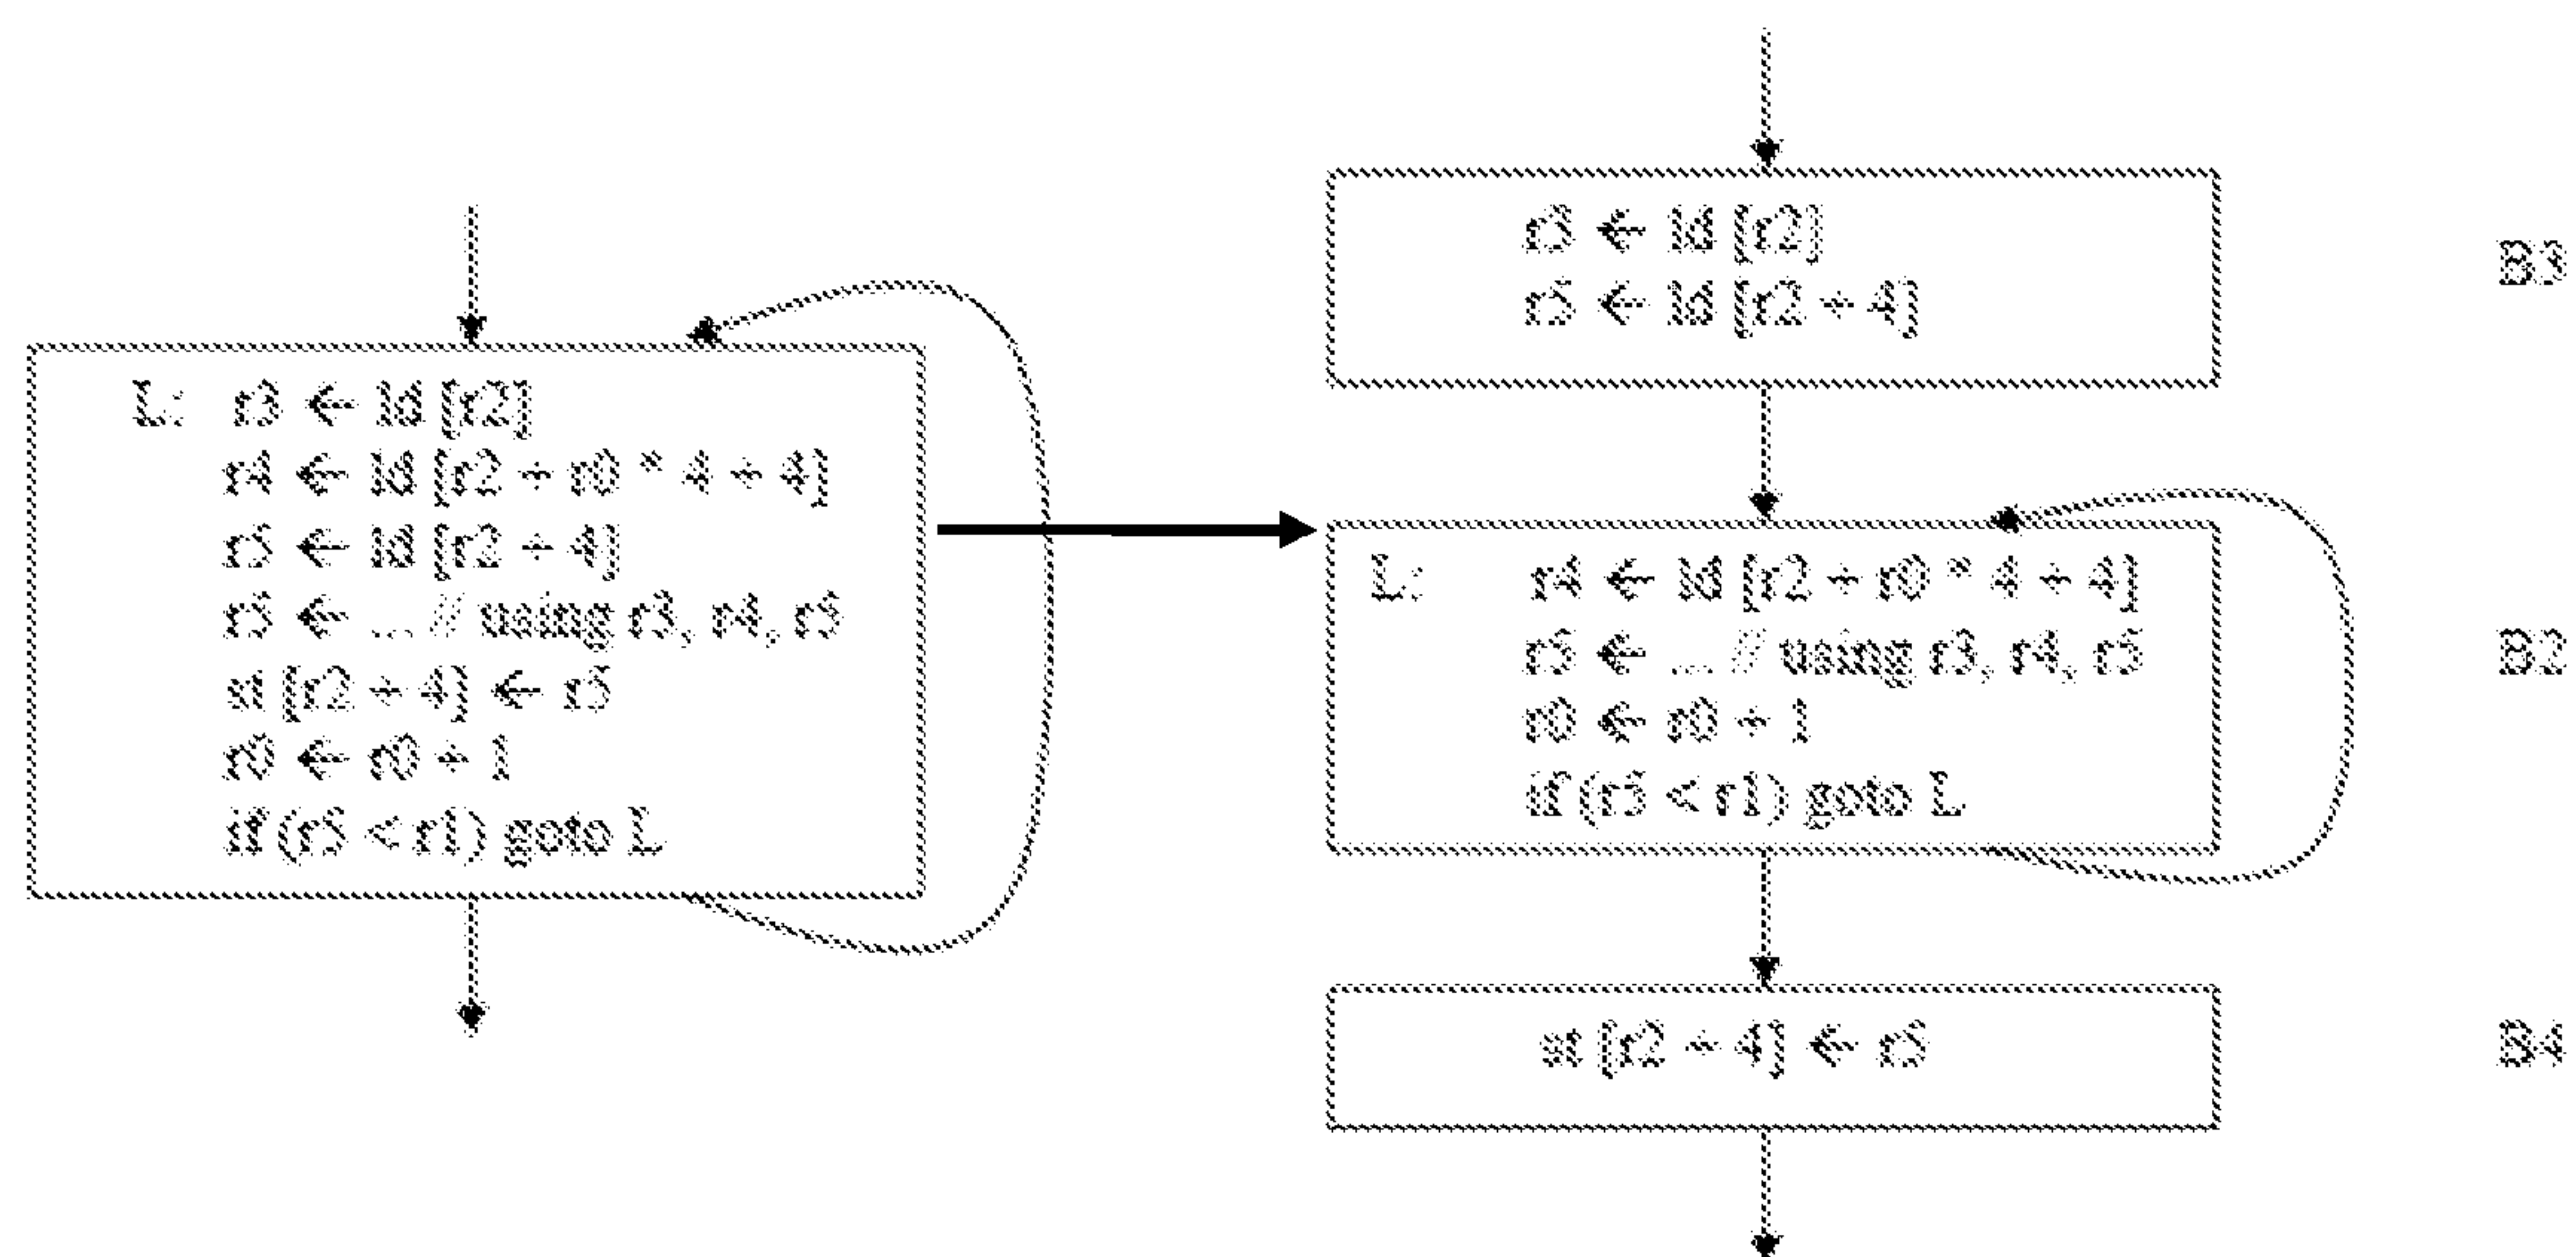 L: r3 ← ld [r2]
r4 ← ld [r2 + r0 * 4 + 4]
r5 ← ld [r2 + 4]
r5 ← ... // using r3, r4, r5
st [r2 + 4] ← r5
r0 ← r0 + 1
if (r5 < r1) goto L
r3 ← ld [r2]
r5 ← ld [r2 + 4]
B3
L: r4 ← ld [r2 + r0 * 4 + 4]
r5 ← ... // using r3, r4, r5
r0 ← r0 + 1
if (r5 < r1) goto L
B2
st [r2 + 4] ← r5
B4